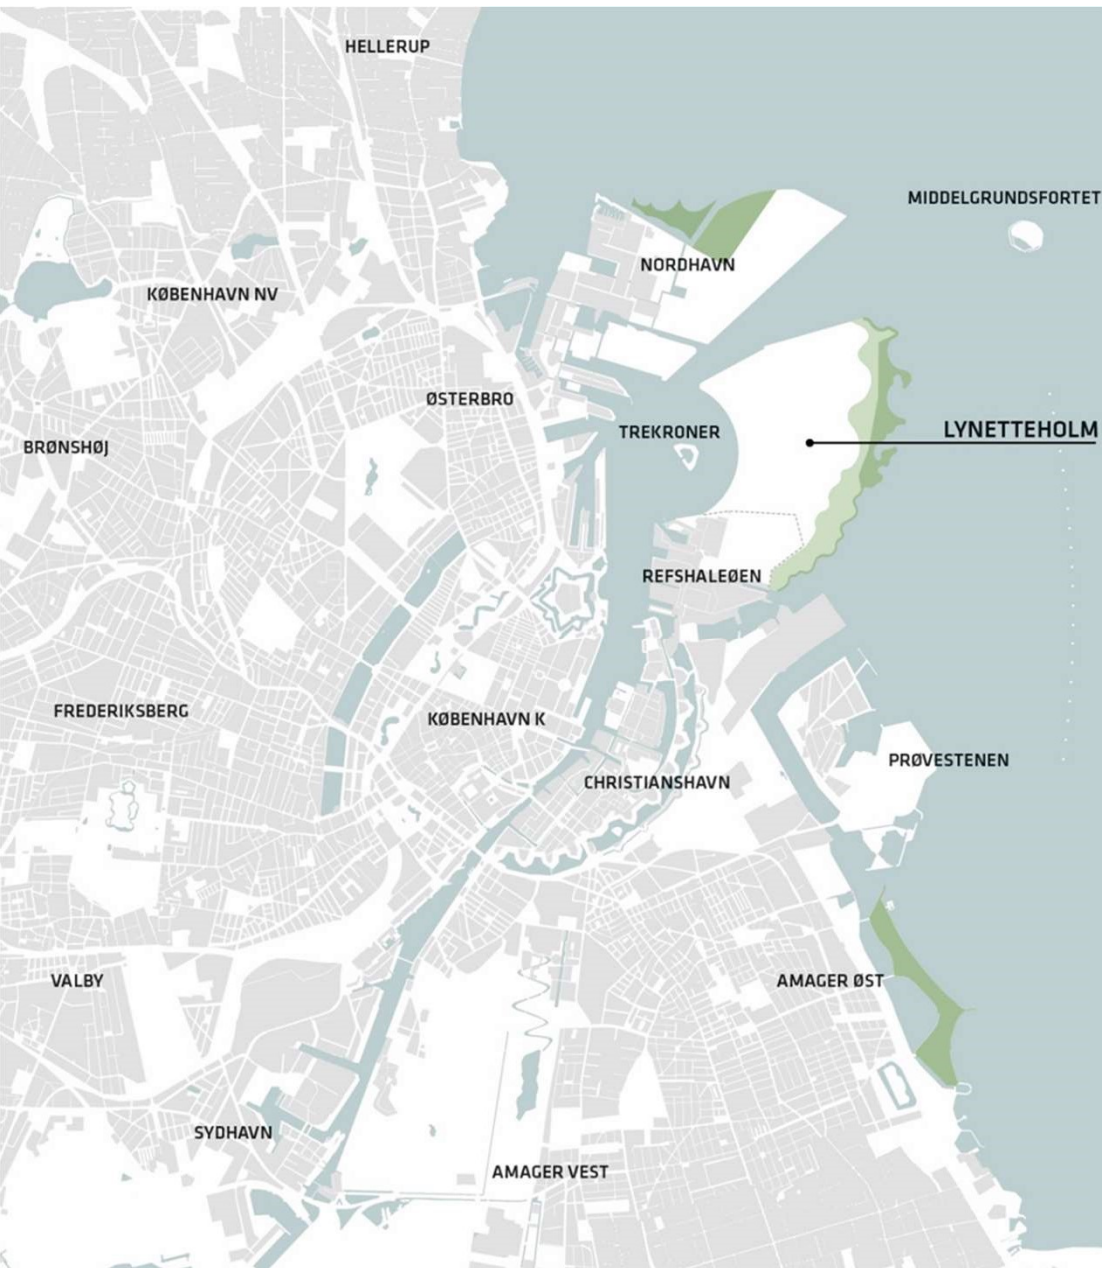 HELLERUP
MIDDELGRUNDSFORTET
NORDHAVN
KØBENHAVN NV
ØSTERBRO
TREKRONER
LYNETTEHOLM
BRØNSHØJ
REFSHALEØEN
FREDERIKSBERG
KØBENHAVN K
PRØVESTENEN
CHRISTIANSHAVN
VALBY
AMAGER ØST
SYDHAVN
AMAGER VEST